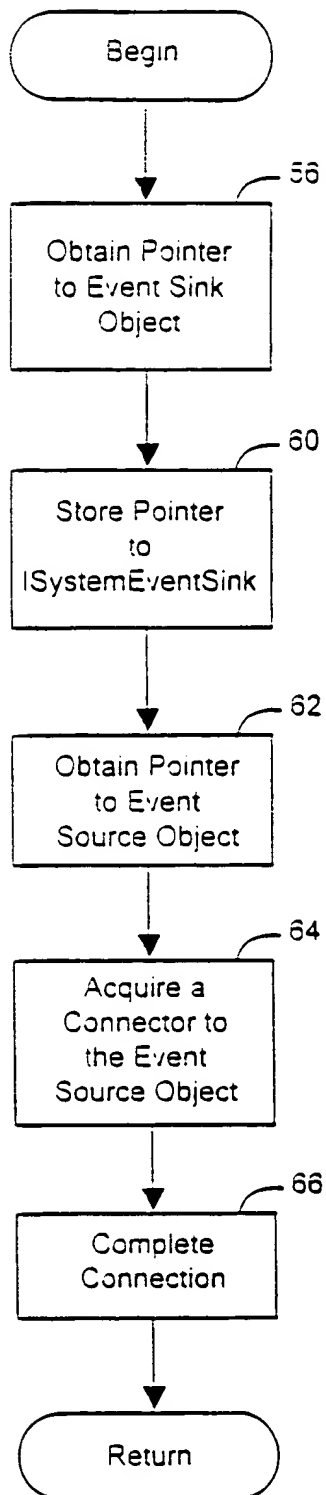 Begin
56
Obtain Pointer
to Event Sink
Object
60
Store Pointer
to
ISystemEventSink
62
Obtain Pointer
to Event
Source Object
64
Acquire a
Connector to
the Event
Source Object
66
Complete
Connection
Return